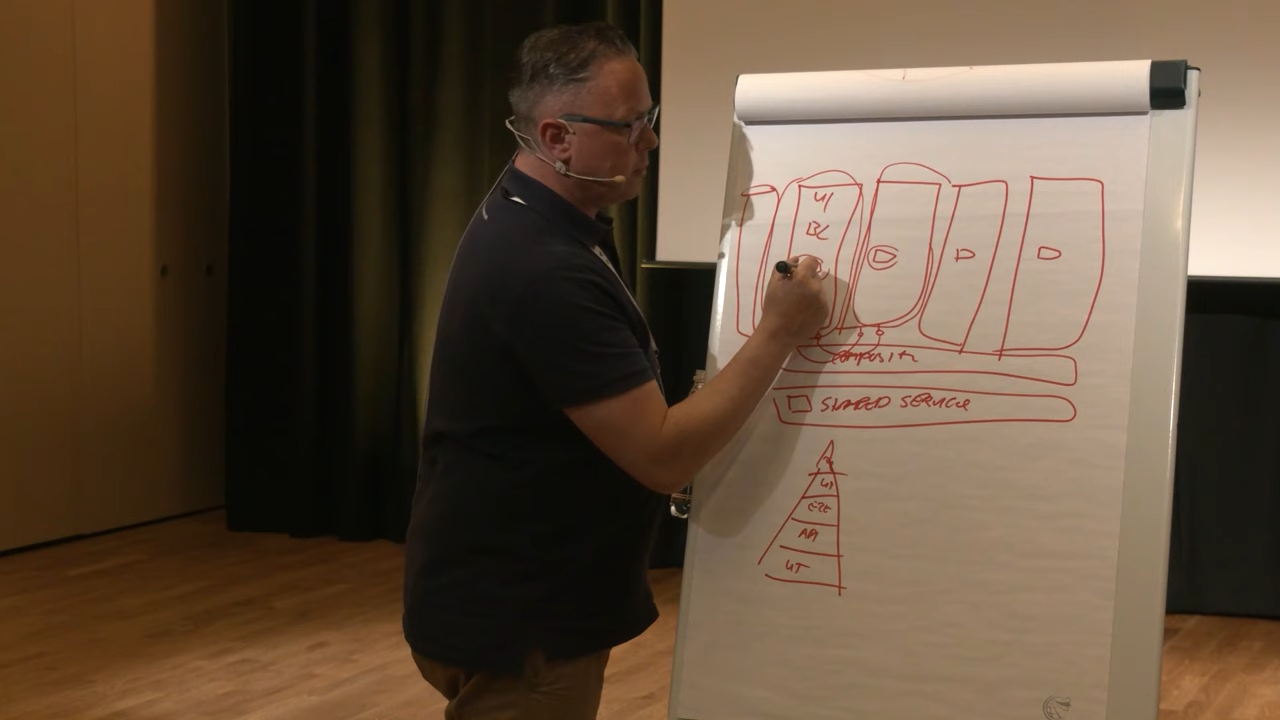 UI
BL
COMPOSITE
SHARED SERVICE
UI
E2E
API
UT